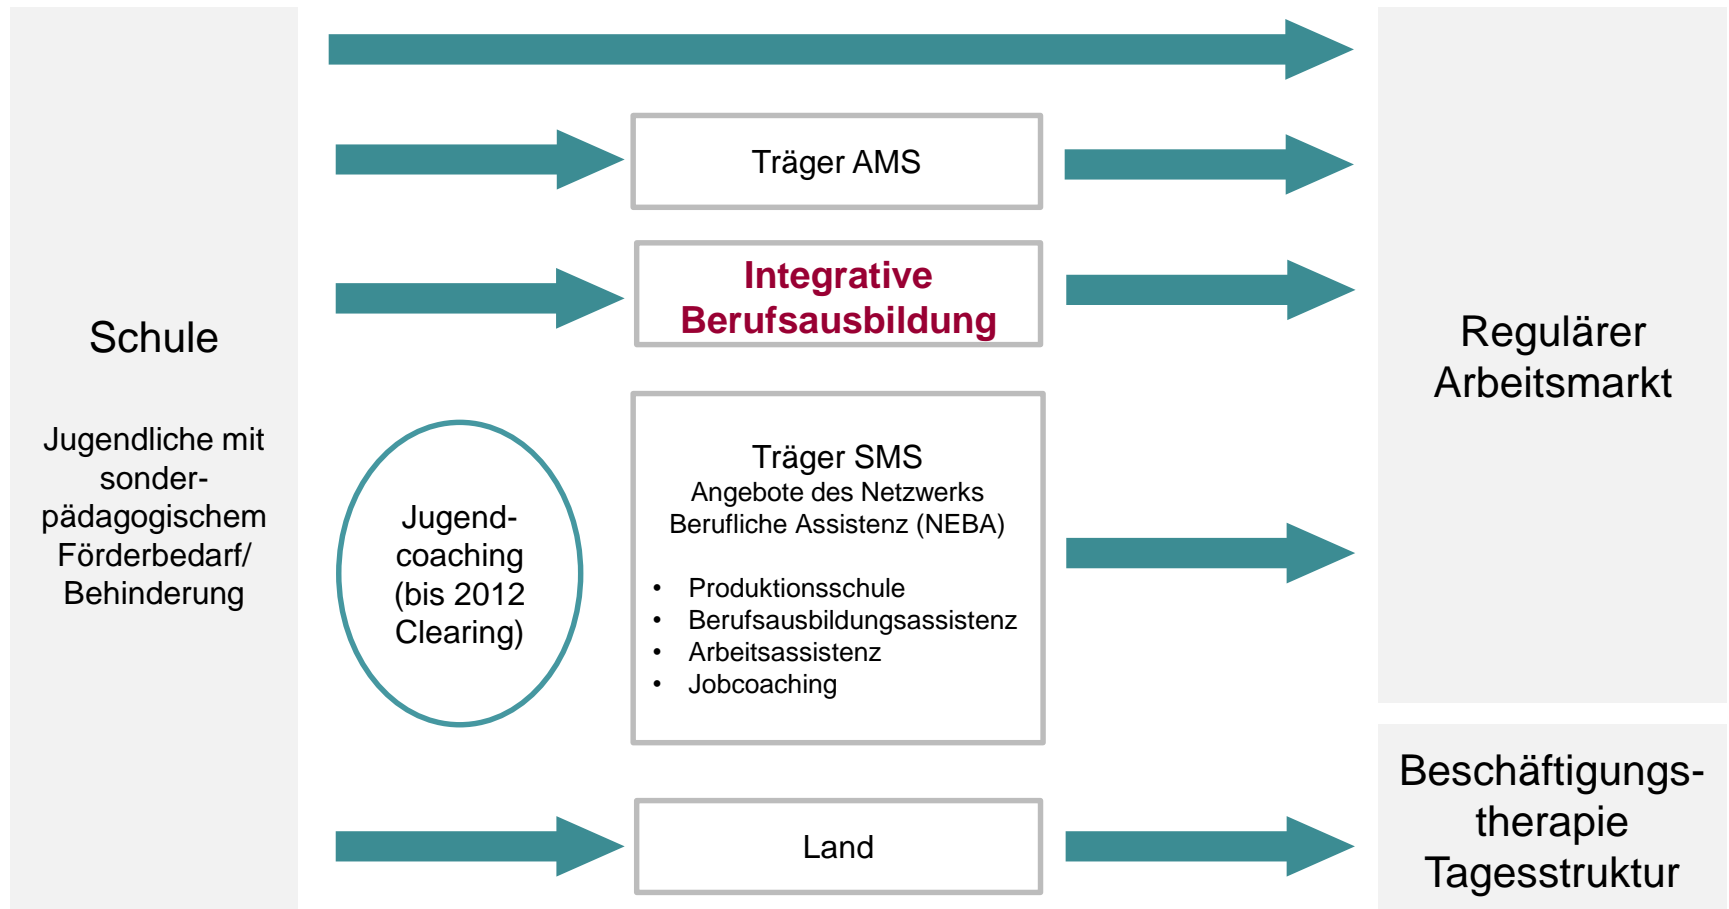 Schule
Jugendliche mit
sonder-
pädagogischem
Förderbedarf/
Behinderung
Jugend-
coaching
(bis 2012
Clearing)
Träger AMS
Integrative
Berufsausbildung
Träger SMS
Angebote des Netzwerks
Berufliche Assistenz (NEBA)
• Produktionsschule
• Berufsausbildungsassistenz
• Arbeitsassistenz
• Jobcoaching
Land
Regulärer
Arbeitsmarkt
Beschäftigungs-
therapie
Tagesstruktur